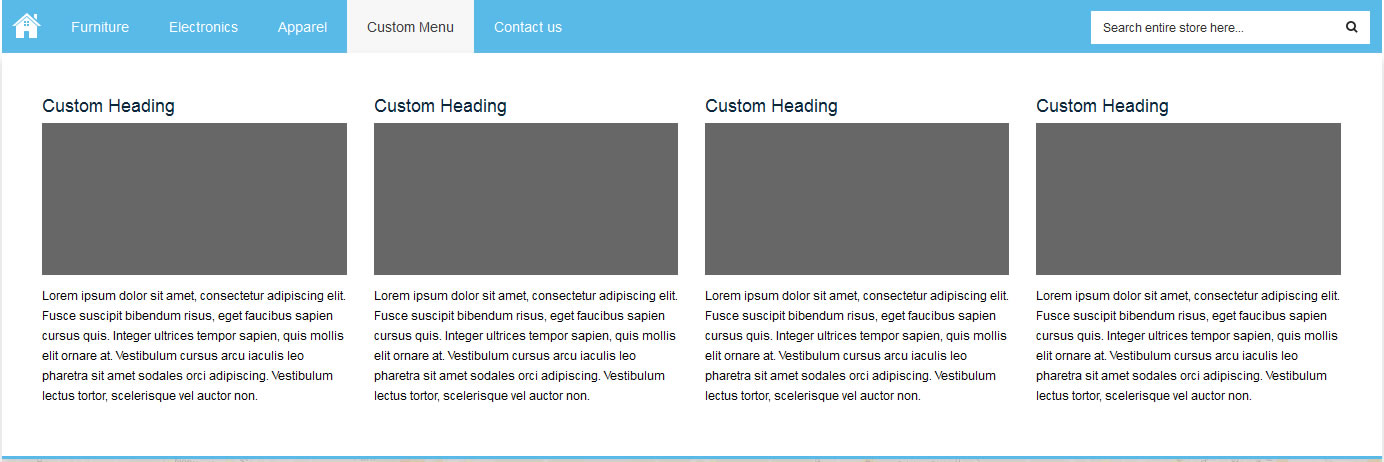 Furniture
Electronics
Apparel
Custom Menu
Contact us
Search entire store here...
Custom Heading
Lorem ipsum dolor sit amet, consectetur adipiscing elit.
Fusce suscipit bibendum risus, eget faucibus sapien
cursus quis. Integer ultrices tempor sapien, quis mollis
elit ornare at. Vestibulum cursus arcu iaculis leo
pharetra sit amet sodales orci adipiscing. Vestibulum
lectus tortor, scelerisque vel auctor non.
Custom Heading
Lorem ipsum dolor sit amet, consectetur adipiscing elit.
Fusce suscipit bibendum risus, eget faucibus sapien
cursus quis. Integer ultrices tempor sapien, quis mollis
elit ornare at. Vestibulum cursus arcu iaculis leo
pharetra sit amet sodales orci adipiscing. Vestibulum
lectus tortor, scelerisque vel auctor non.
Custom Heading
Lorem ipsum dolor sit amet, consectetur adipiscing elit.
Fusce suscipit bibendum risus, eget faucibus sapien
cursus quis. Integer ultrices tempor sapien, quis mollis
elit ornare at. Vestibulum cursus arcu iaculis leo
pharetra sit amet sodales orci adipiscing. Vestibulum
lectus tortor, scelerisque vel auctor non.
Custom Heading
Lorem ipsum dolor sit amet, consectetur adipiscing elit.
Fusce suscipit bibendum risus, eget faucibus sapien
cursus quis. Integer ultrices tempor sapien, quis mollis
elit ornare at. Vestibulum cursus arcu iaculis leo
pharetra sit amet sodales orci adipiscing. Vestibulum
lectus tortor, scelerisque vel auctor non.